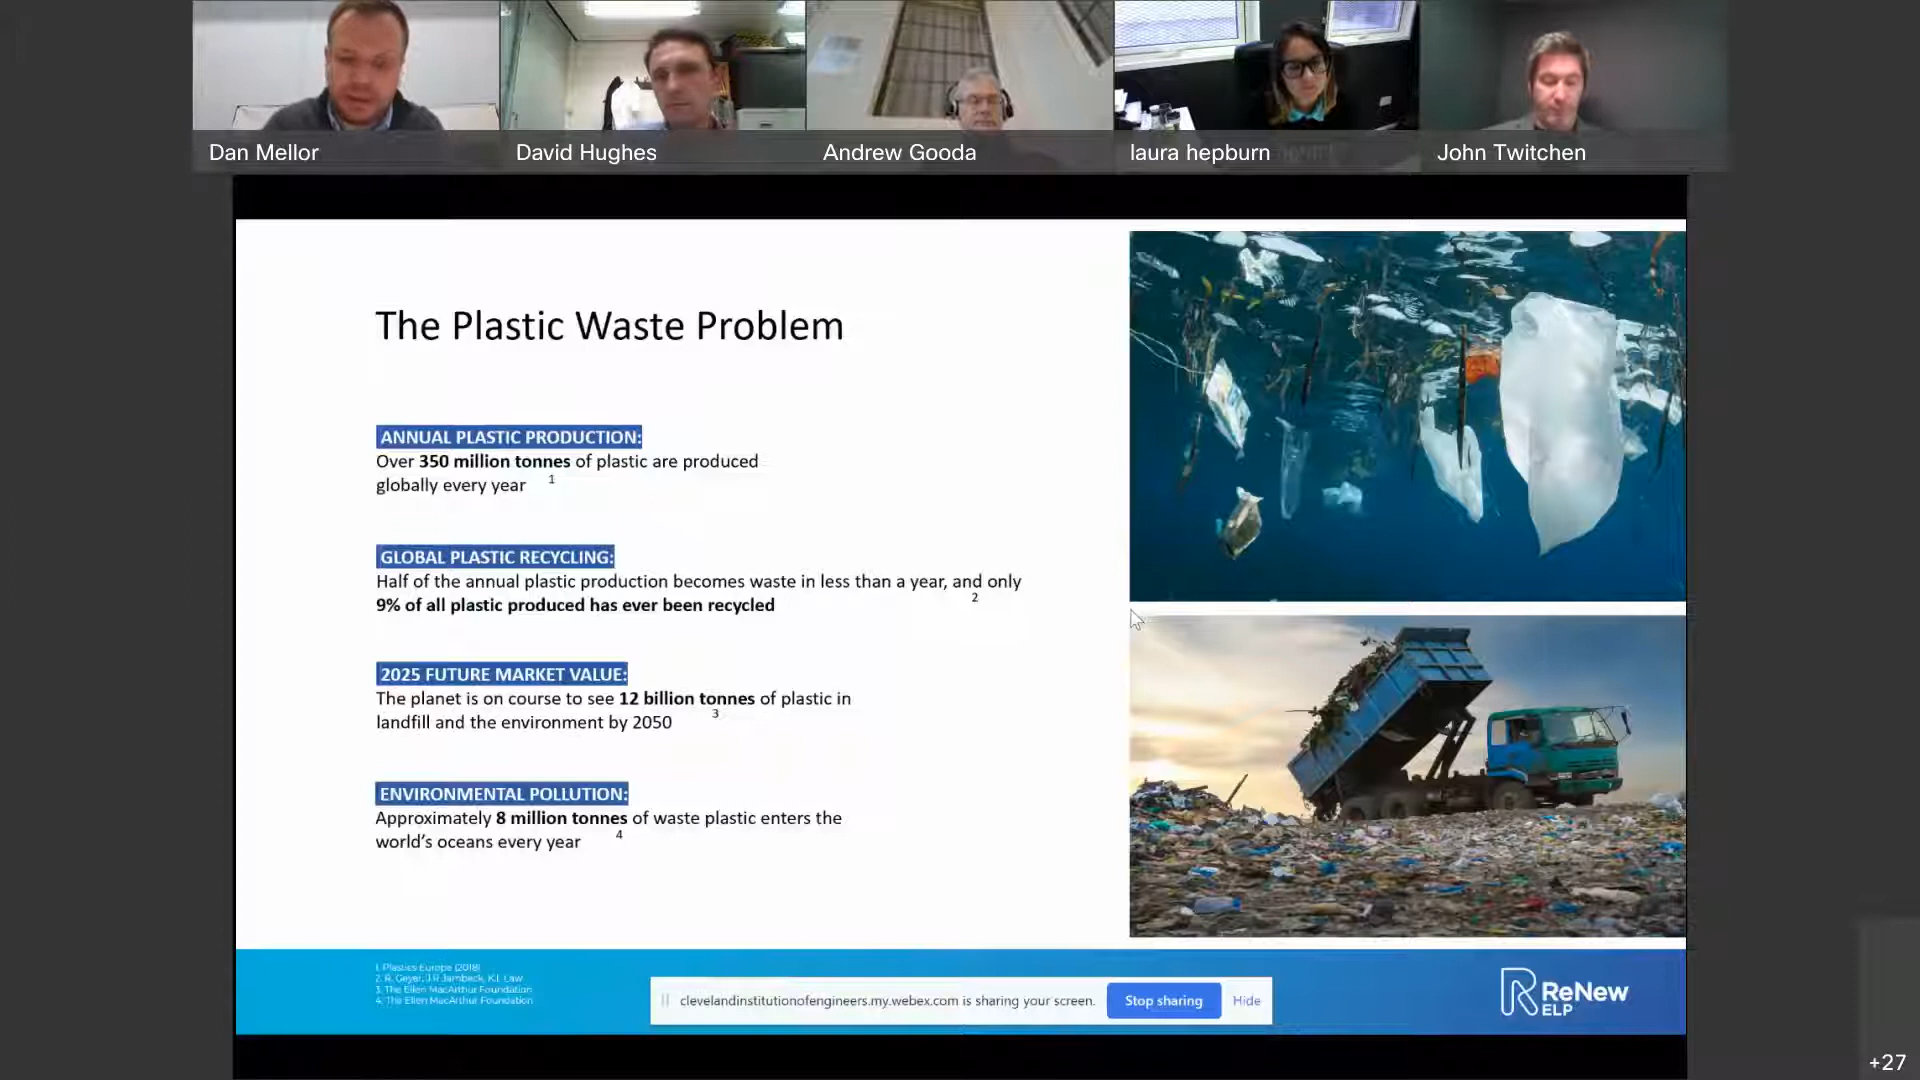 Dan Mellor
David Hughes
Andrew Gooda
laura hepburn
John Twitchen
The Plastic Waste Problem
ANNUAL PLASTIC PRODUCTION:
Over 350 million tonnes of plastic are produced
globally every year 1
GLOBAL PLASTIC RECYCLING:
Half of the annual plastic production becomes waste in less than a year, and only
9% of all plastic produced has ever been recycled 2
2025 FUTURE MARKET VALUE:
The planet is on course to see 12 billion tonnes of plastic in
landfill and the environment by 2050 3
ENVIRONMENTAL POLLUTION:
Approximately 8 million tonnes of waste plastic enters the
world's oceans every year 4
1. Plastics Europe (2018)
2. R. Geyer, J.R Jambeck, K.L Law
3. The Ellen MacArthur Foundation
4. The Ellen MacArthur Foundation
clevelandinstitutionofengineers.my.webex.com is sharing your screen.
Stop sharing
Hide
ReNew
ELP
+27